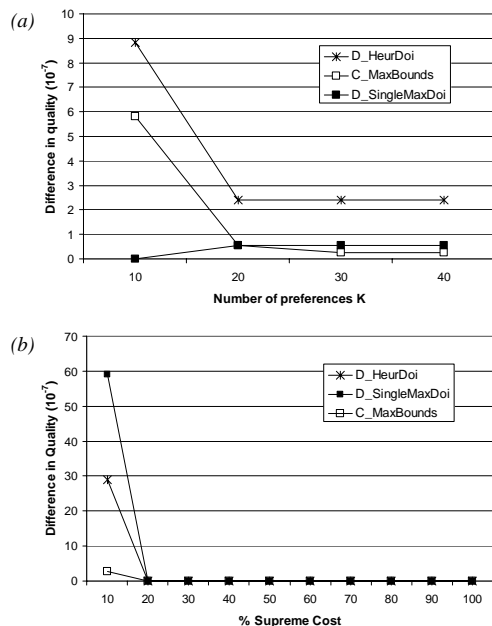 (a)
Difference in quality (10⁻⁷)
10
9
8
7
6
5
4
3
2
1
0
D_HeurDoi
C_MaxBounds
D_SingleMaxDoi
10 20 30 40
Number of preferences K
(b)
Difference in Quality (10⁻⁷)
70
60
50
40
30
20
10
0
D_HeurDoi
D_SingleMaxDoi
C_MaxBounds
10 20 30 40 50 60 70 80 90 100
% Supreme Cost